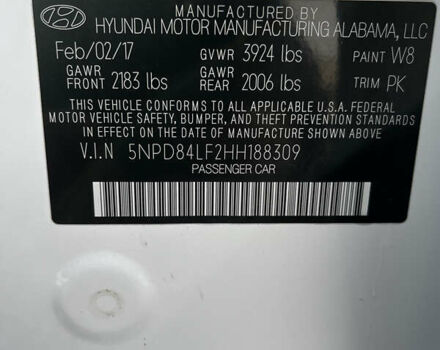 MANUFACTURED BY
HYUNDAI MOTOR MANUFACTURING ALABAMA, LLC
Feb/02/17 GVWR 3924 lbs PAINT W8
GAWR FRONT 2183 lbs GAWR REAR 2006 lbs TRIM PK
THIS VEHICLE CONFORMS TO ALL APPLICABLE U.S.A. FEDERAL
MOTOR VEHICLE SAFETY, BUMPER, AND THEFT PREVENTION STANDARDS
IN EFFECT ON THE DATE OF MANUFACTURE SHOWN ABOVE.
V.I.N 5NPD84LF2HH188309
PASSENGER CAR